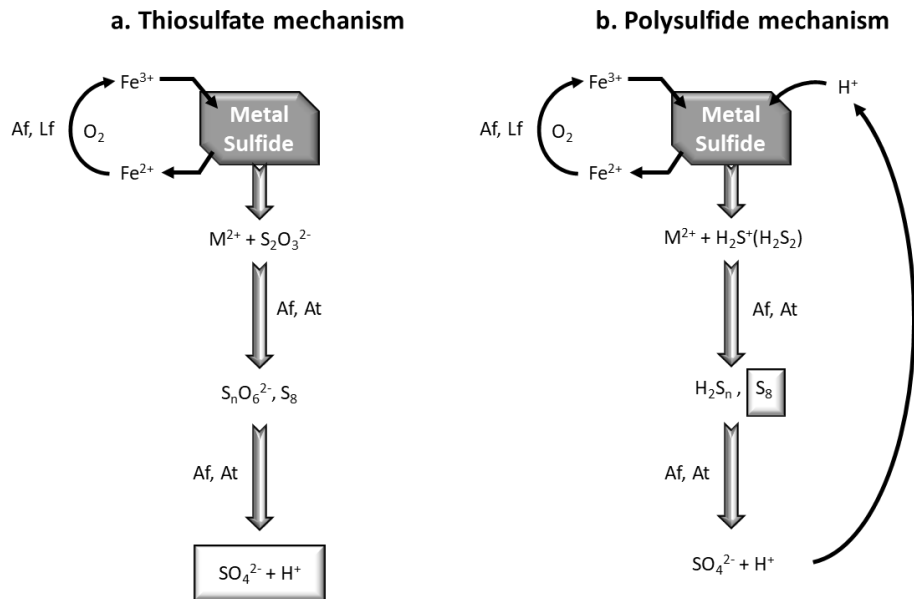 a. Thiosulfate mechanism
Fe³⁺
Metal
Sulfide
Af, Lf
O₂
Fe²⁺
M²⁺ + S₂O₃²⁻
Af, At
SₙO₆²⁻, S₈
Af, At
SO₄²⁻ + H⁺
b. Polysulfide mechanism
Fe³⁺
H⁺
Metal
Sulfide
Af, Lf
O₂
Fe²⁺
M²⁺ + H₂S⁺(H₂S₂)
Af, At
H₂Sₙ , S₈
Af, At
SO₄²⁻ + H⁺